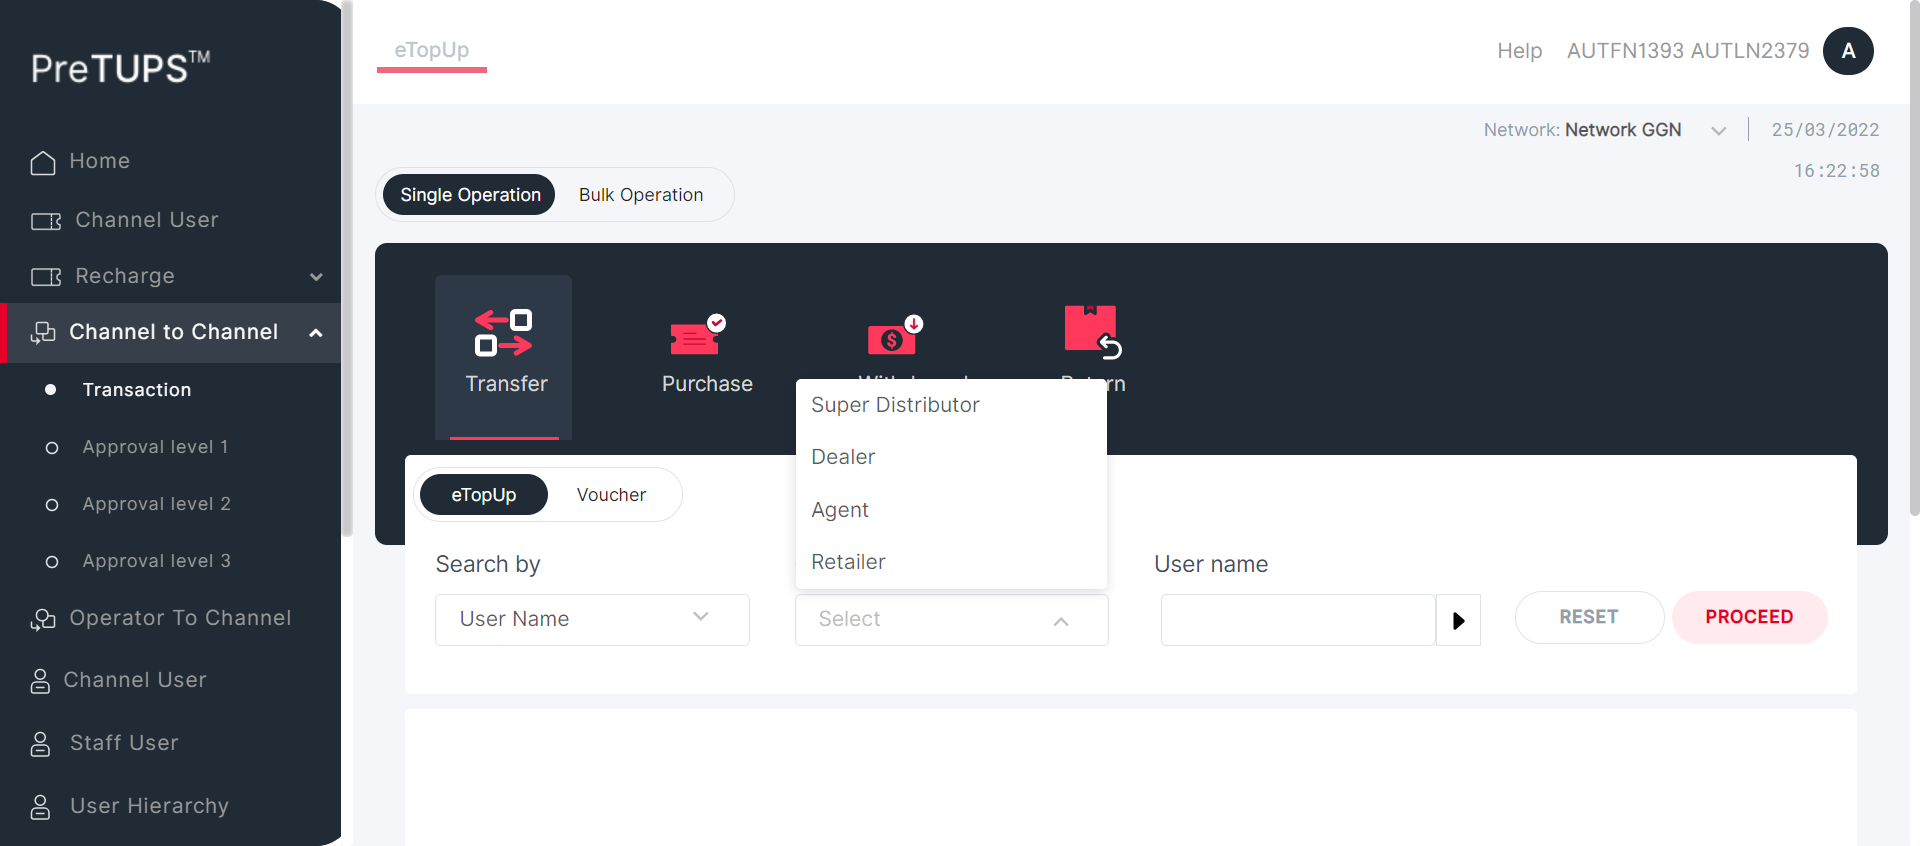 PreTUPS™
Home
Channel User
Recharge
Channel to Channel
Transaction
Approval level 1
Approval level 2
Approval level 3
Operator To Channel
Channel User
Staff User
User Hierarchy
eTopUp
Help AUTFN1393 AUTLN2379 A
Network: Network GGN 25/03/2022
16:22:58
Single Operation Bulk Operation
Transfer Purchase
Super Distributor
Dealer
Agent
Retailer
eTopUp Voucher
Search by
User Name
Select
User name
RESET PROCEED